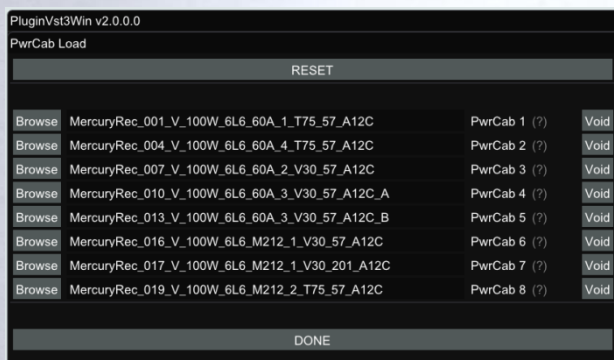 PluginVst3Win v2.0.0.0
PwrCab Load
RESET
Browse MercuryRec_001_V_100W_6L6_60A_1_T75_57_A12C PwrCab 1 (?) Void
Browse MercuryRec_004_V_100W_6L6_60A_4_T75_57_A12C PwrCab 2 (?) Void
Browse MercuryRec_007_V_100W_6L6_60A_2_V30_57_A12C PwrCab 3 (?) Void
Browse MercuryRec_010_V_100W_6L6_60A_3_V30_57_A12C_A PwrCab 4 (?) Void
Browse MercuryRec_013_V_100W_6L6_60A_3_V30_57_A12C_B PwrCab 5 (?) Void
Browse MercuryRec_016_V_100W_6L6_M212_1_V30_57_A12C PwrCab 6 (?) Void
Browse MercuryRec_017_V_100W_6L6_M212_1_V30_201_A12C PwrCab 7 (?) Void
Browse MercuryRec_019_V_100W_6L6_M212_2_T75_57_A12C PwrCab 8 (?) Void
DONE